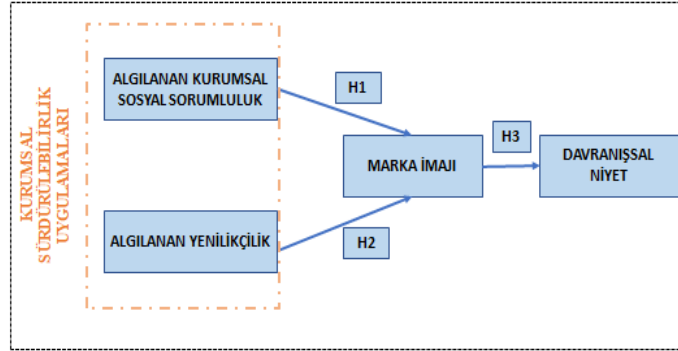 KURUMSAL
SÜRDÜRÜLEBİLİRLİK
UYGULAMALARI
ALGILANAN KURUMSAL
SOSYAL SORUMLULUK
H1
MARKA İMAJI
H3
DAVRANIŞSAL
NİYET
ALGILANAN YENİLİKÇİLİK
H2